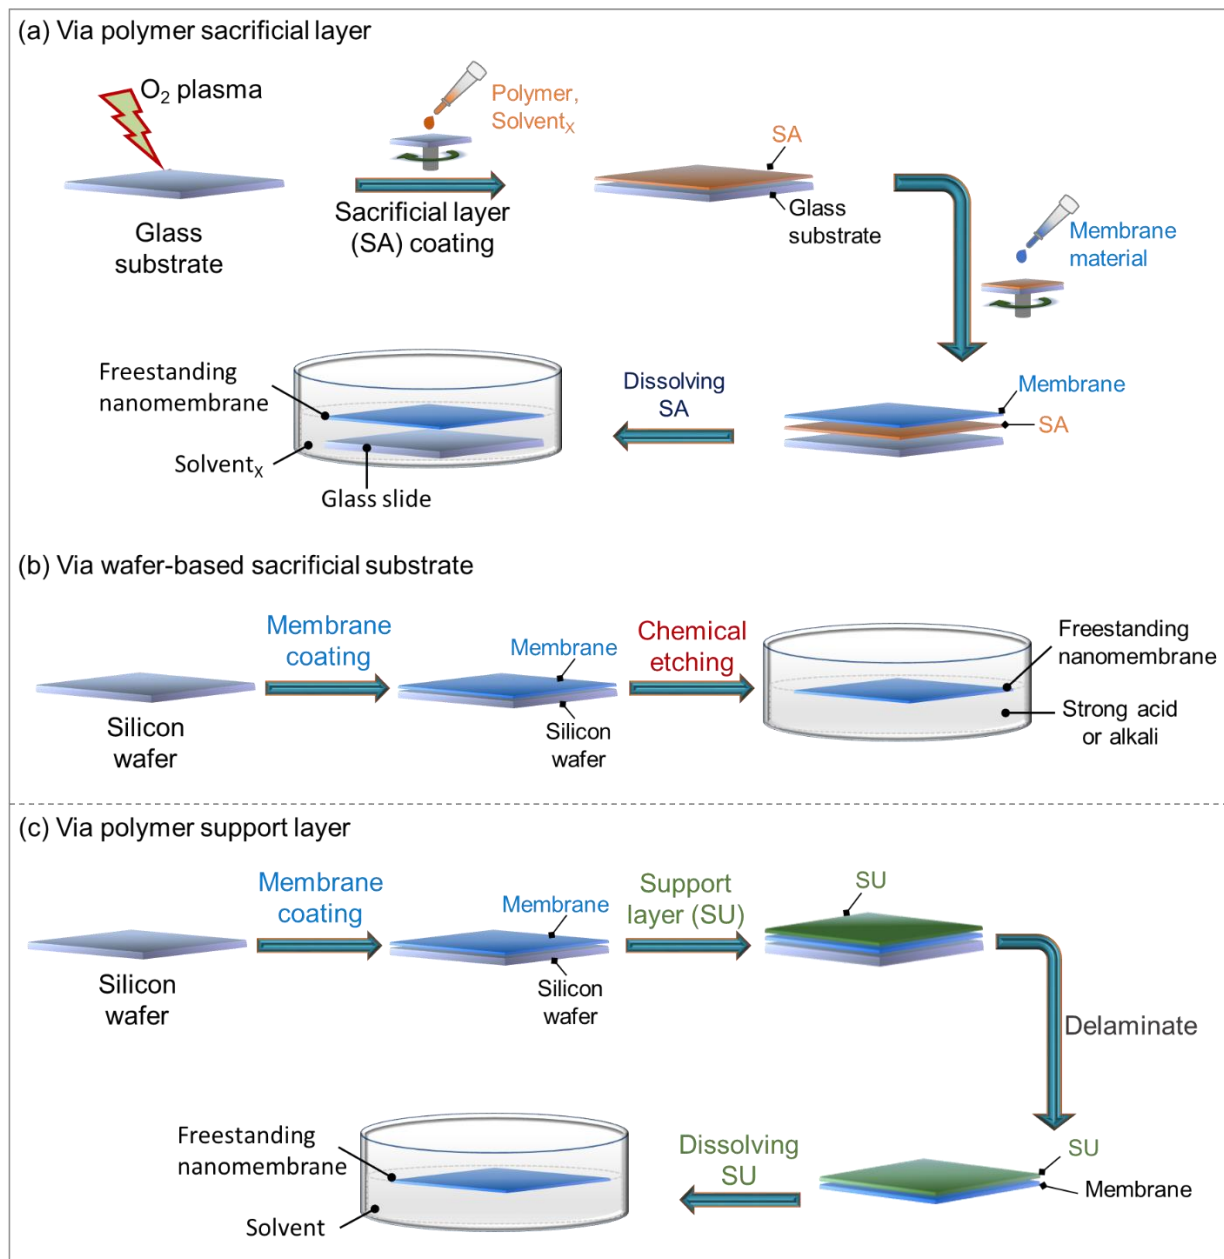 (a) Via polymer sacrificial layer
O₂ plasma
Glass
substrate
Polymer,
Solventₓ
Sacrificial layer
(SA) coating
SA
Glass
substrate
Membrane
material
Membrane
SA
Dissolving
SA
Freestanding
nanomembrane
Solventₓ
Glass slide
(b) Via wafer-based sacrificial substrate
Silicon
wafer
Membrane
coating
Membrane
Silicon
wafer
Chemical
etching
Freestanding
nanomembrane
Strong acid
or alkali
(c) Via polymer support layer
Silicon
wafer
Membrane
coating
Membrane
Silicon
wafer
Support
layer (SU)
SU
Delaminate
SU
Membrane
Dissolving
SU
Freestanding
nanomembrane
Solvent